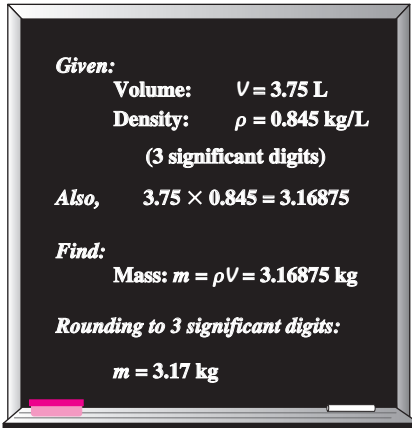 Given:
Volume: V = 3.75 L
Density: ρ = 0.845 kg/L
(3 significant digits)
Also, 3.75 × 0.845 = 3.16875
Find:
Mass: m = ρV = 3.16875 kg
Rounding to 3 significant digits:
m = 3.17 kg